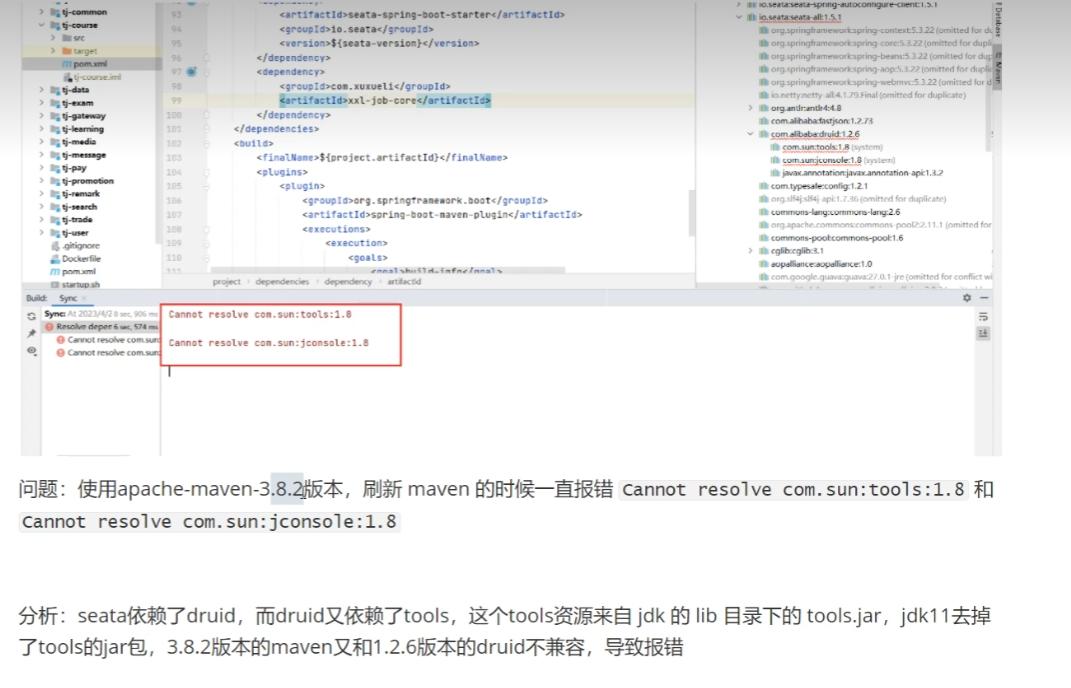 tj-common
tj-course
src
target
pom.xml
tj-course.iml
tj-data
tj-exam
tj-gateway
tj-learning
tj-media
tj-message
tj-pay
tj-promotion
tj-remark
tj-search
tj-trade
tj-user
.gitignore
Dockerfile
pom.xml
startup.sh
93 <artifactId>seata-spring-boot-starter</artifactId>
94 <groupId>io.seata</groupId>
95 <version>${seata-version}</version>
96 </dependency>
97 <dependency>
98 <groupId>com.xuxueli</groupId>
99 <artifactId>xxl-job-core</artifactId>
100 </dependency>
101 </dependencies>
102 <build>
103 <finalName>${project.artifactId}</finalName>
104 <plugins>
105 <plugin>
106 <groupId>org.springframework.boot</groupId>
107 <artifactId>spring-boot-maven-plugin</artifactId>
108 <executions>
109 <execution>
110 <goals>
111 <goal>build-info</goal>
project › dependencies › dependency › artifactId
io.seata:seata-spring-autoconfigure-client:1.5.1
io.seata:seata-all:1.5.1
org.springframework:spring-context:5.3.22 (omitted for du
org.springframework:spring-core:5.3.22 (omitted for dupli
org.springframework:spring-beans:5.3.22 (omitted for dup
org.springframework:spring-aop:5.3.22 (omitted for duplic
org.springframework:spring-webmvc:5.3.22 (omitted for d
io.netty:netty-all:4.1.79.Final (omitted for duplicate)
org.antlr:antlr4:4.8
com.alibaba:fastjson:1.2.73
com.alibaba:druid:1.2.6
com.sun:tools:1.8 (system)
com.sun:jconsole:1.8 (system)
javax.annotation:javax.annotation-api:1.3.2
com.typesafe:config:1.2.1
org.slf4j:slf4j-api:1.7.36 (omitted for duplicate)
commons-lang:commons-lang:2.6
org.apache.commons:commons-pool2:2.11.1 (omitted for
commons-pool:commons-pool:1.6
cglib:cglib:3.1
aopalliance:aopalliance:1.0
com.google.guava:guava:27.0.1-jre (omitted for conflict wi
Database
Maven
Build: Sync ×
Sync: At 2023/4/2 8 sec, 906 ms
Resolve deper 6 sec, 574 ms
Cannot resolve com.sun:
Cannot resolve com.sun:
Cannot resolve com.sun:tools:1.8
Cannot resolve com.sun:jconsole:1.8
问题：使用apache-maven-3.8.2版本，刷新 maven 的时候一直报错 Cannot resolve com.sun:tools:1.8 和
Cannot resolve com.sun:jconsole:1.8
分析：seata依赖了druid，而druid又依赖了tools，这个tools资源来自 jdk 的 lib 目录下的 tools.jar，jdk11去掉
了tools的jar包，3.8.2版本的maven又和1.2.6版本的druid不兼容，导致报错